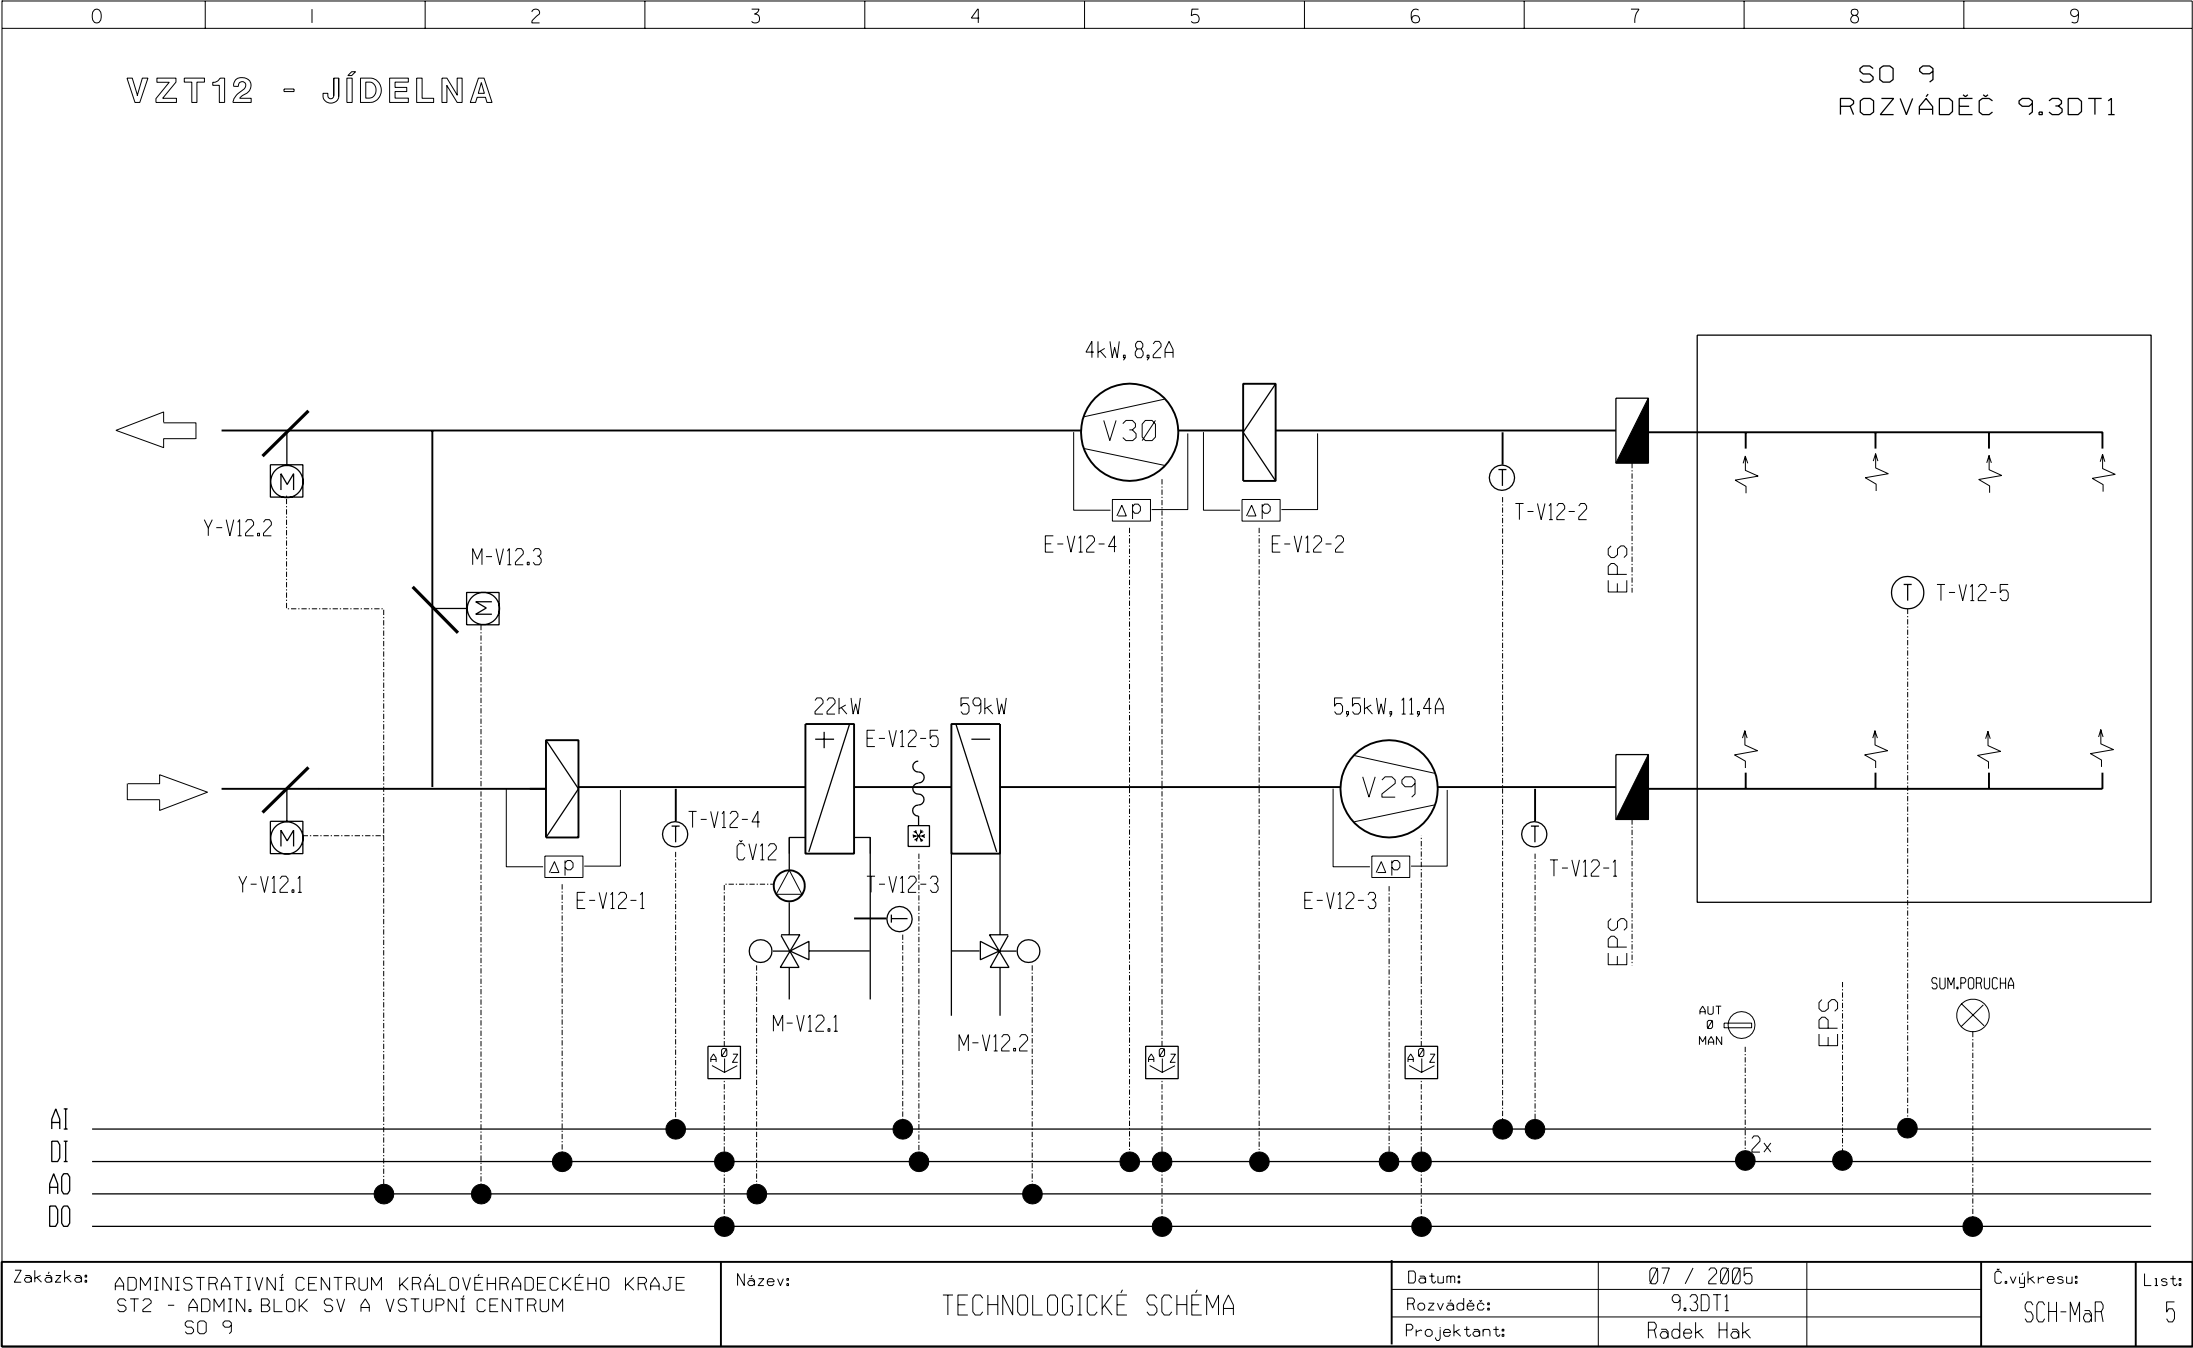 0 1 2 3 4 5 6 7 8 9
VZT12 - JÍDELNA
SO 9
ROZVÁDĚČ 9.3DT1
4kW, 8,2A
V30
M
Δp
Δp
T
T-V12-2
Y-V12.2
E-V12-4
E-V12-2
M-V12.3
EPS
M
T
T-V12-5
22kW
59kW
5,5kW, 11,4A
+
E-V12-5
−
V29
T-V12-4
M
T
T
ČV12
Δp
Δp
T-V12-1
Y-V12.1
T-V12-3
E-V12-1
E-V12-3
T
EPS
SUM.PORUCHA
AUT
Ø
MAN
EPS
M-V12.1
M-V12.2
A Ø Z
A Ø Z
A Ø Z
AI
DI
2x
AO
DO
Zakázka:
ADMINISTRATIVNÍ CENTRUM KRÁLOVÉHRADECKÉHO KRAJE
ST2 - ADMIN. BLOK SV A VSTUPNÍ CENTRUM
SO 9
Název:
TECHNOLOGICKÉ SCHÉMA
Datum: 07 / 2005
Rozváděč: 9.3DT1
Projektant: Radek Hak
Č.výkresu:
SCH-MaR
List:
5